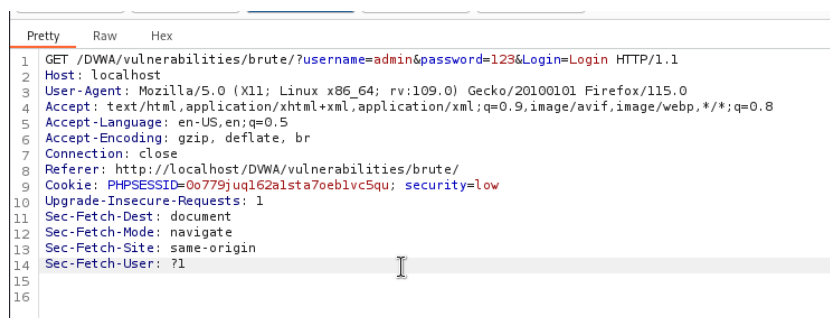 Pretty Raw Hex
1 GET /DVWA/vulnerabilities/brute/?username=admin&password=123&Login=Login HTTP/1.1
2 Host: localhost
3 User-Agent: Mozilla/5.0 (X11; Linux x86_64; rv:109.0) Gecko/20100101 Firefox/115.0
4 Accept: text/html,application/xhtml+xml,application/xml;q=0.9,image/avif,image/webp,*/*;q=0.8
5 Accept-Language: en-US,en;q=0.5
6 Accept-Encoding: gzip, deflate, br
7 Connection: close
8 Referer: http://localhost/DVWA/vulnerabilities/brute/
9 Cookie: PHPSESSID=0o779juq162a1sta7oeb1vc5qu; security=low
10 Upgrade-Insecure-Requests: 1
11 Sec-Fetch-Dest: document
12 Sec-Fetch-Mode: navigate
13 Sec-Fetch-Site: same-origin
14 Sec-Fetch-User: ?1
15
16